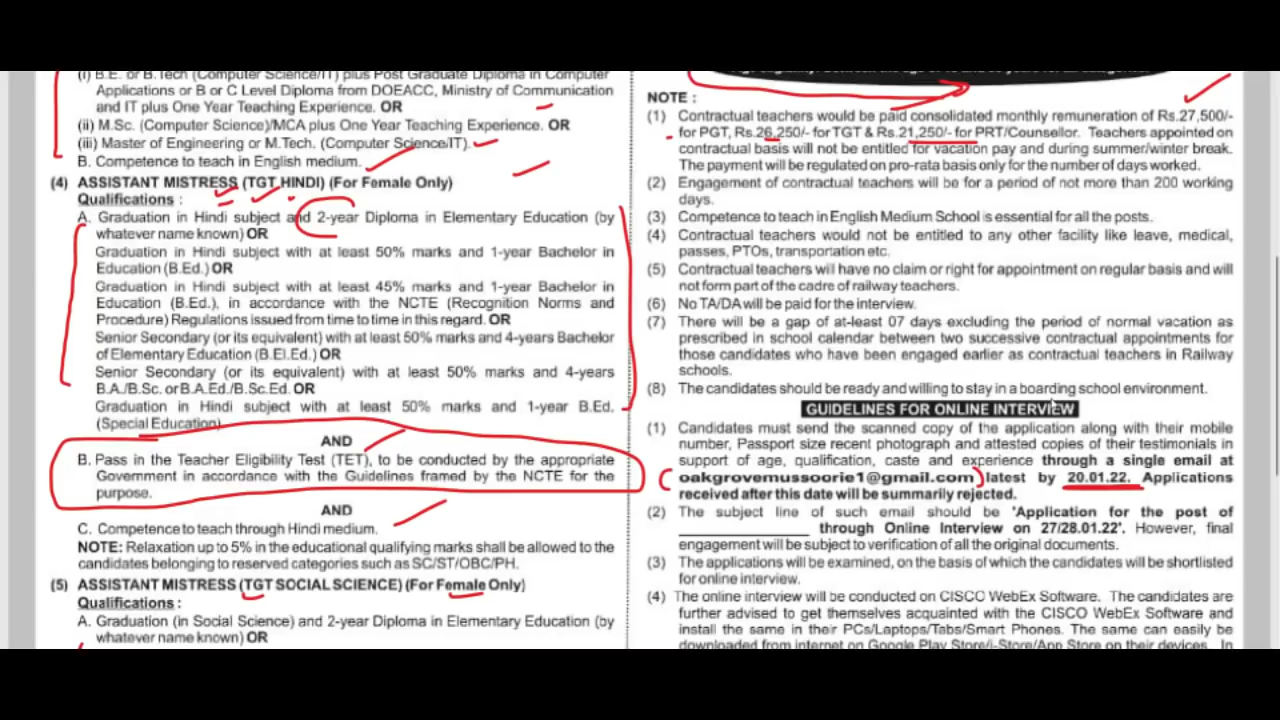 (i) B.E. or B.Tech (Computer Science/IT) plus Post Graduate Diploma in Computer
Applications or B or C Level Diploma from DOEACC, Ministry of Communication
and IT plus One Year Teaching Experience. OR
(ii) M.Sc. (Computer Science)/MCA plus One Year Teaching Experience. OR
(iii) Master of Engineering or M.Tech. (Computer Science/IT).
B. Competence to teach in English medium.
(4) ASSISTANT MISTRESS (TGT HINDI) (For Female Only)
Qualifications :
A. Graduation in Hindi subject and 2-year Diploma in Elementary Education (by
whatever name known) OR
Graduation in Hindi subject with at least 50% marks and 1-year Bachelor in
Education (B.Ed.) OR
Graduation in Hindi subject with at least 45% marks and 1-year Bachelor in
Education (B.Ed.), in accordance with the NCTE (Recognition Norms and
Procedure) Regulations issued from time to time in this regard. OR
Senior Secondary (or its equivalent) with at least 50% marks and 4-years Bachelor
of Elementary Education (B.El.Ed.) OR
Senior Secondary (or its equivalent) with at least 50% marks and 4-years
B.A./B.Sc. or B.A.Ed./B.Sc.Ed. OR
Graduation in Hindi subject with at least 50% marks and 1-year B.Ed.
(Special Education)
AND
B. Pass in the Teacher Eligibility Test (TET), to be conducted by the appropriate
Government in accordance with the Guidelines framed by the NCTE for the
purpose.
AND
C. Competence to teach through Hindi medium.
NOTE: Relaxation up to 5% in the educational qualifying marks shall be allowed to the
candidates belonging to reserved categories such as SC/ST/OBC/PH.
(5) ASSISTANT MISTRESS (TGT SOCIAL SCIENCE) (For Female Only)
Qualifications :
A. Graduation (in Social Science) and 2-year Diploma in Elementary Education (by
whatever name known) OR
NOTE :
(1) Contractual teachers would be paid consolidated monthly remuneration of Rs.27,500/-
for PGT, Rs.26,250/- for TGT & Rs.21,250/- for PRT/Counsellor. Teachers appointed on
contractual basis will not be entitled for vacation pay and during summer/winter break.
The payment will be regulated on pro-rata basis only for the number of days worked.
(2) Engagement of contractual teachers will be for a period of not more than 200 working
days.
(3) Competence to teach in English Medium School is essential for all the posts.
(4) Contractual teachers would not be entitled to any other facility like leave, medical,
passes, PTOs, transportation etc.
(5) Contractual teachers will have no claim or right for appointment on regular basis and will
not form part of the cadre of railway teachers.
(6) No TA/DA will be paid for the interview.
(7) There will be a gap of at-least 07 days excluding the period of normal vacation as
prescribed in school calendar between two successive contractual appointments for
those candidates who have been engaged earlier as contractual teachers in Railway
schools.
(8) The candidates should be ready and willing to stay in a boarding school environment.
GUIDELINES FOR ONLINE INTERVIEW
(1) Candidates must send the scanned copy of the application along with their mobile
number, Passport size recent photograph and attested copies of their testimonials in
support of age, qualification, caste and experience through a single email at
oakgrovemussoorie1@gmail.com latest by 20.01.22. Applications
received after this date will be summarily rejected.
(2) The subject line of such email should be 'Application for the post of
____________ through Online Interview on 27/28.01.22'. However, final
engagement will be subject to verification of all the original documents.
(3) The applications will be examined, on the basis of which the candidates will be shortlisted
for online interview.
(4) The online interview will be conducted on CISCO WebEx Software. The candidates are
further advised to get themselves acquainted with the CISCO WebEx Software and
install the same in their PCs/Laptops/Tabs/Smart Phones. The same can easily be
downloaded from internet on Google Play Store/i-Store/App Store on their devices. In